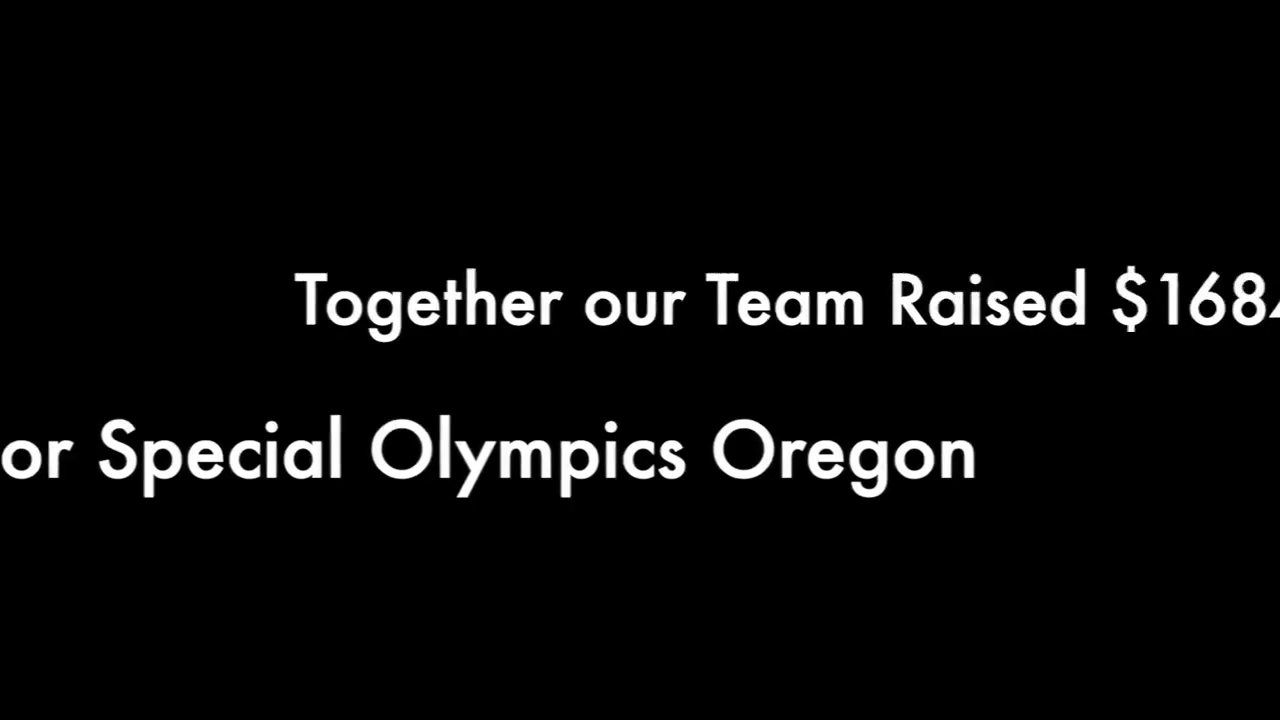 Together our Team Raised $168
or Special Olympics Oregon